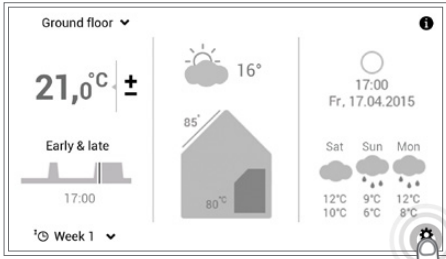 Ground floor
21,0°C ±
Early & late
17:00
¹ Week 1
16°
85°
80°C
17:00
Fr, 17.04.2015
Sat Sun Mon
12°C 9°C 12°C
10°C 6°C 8°C